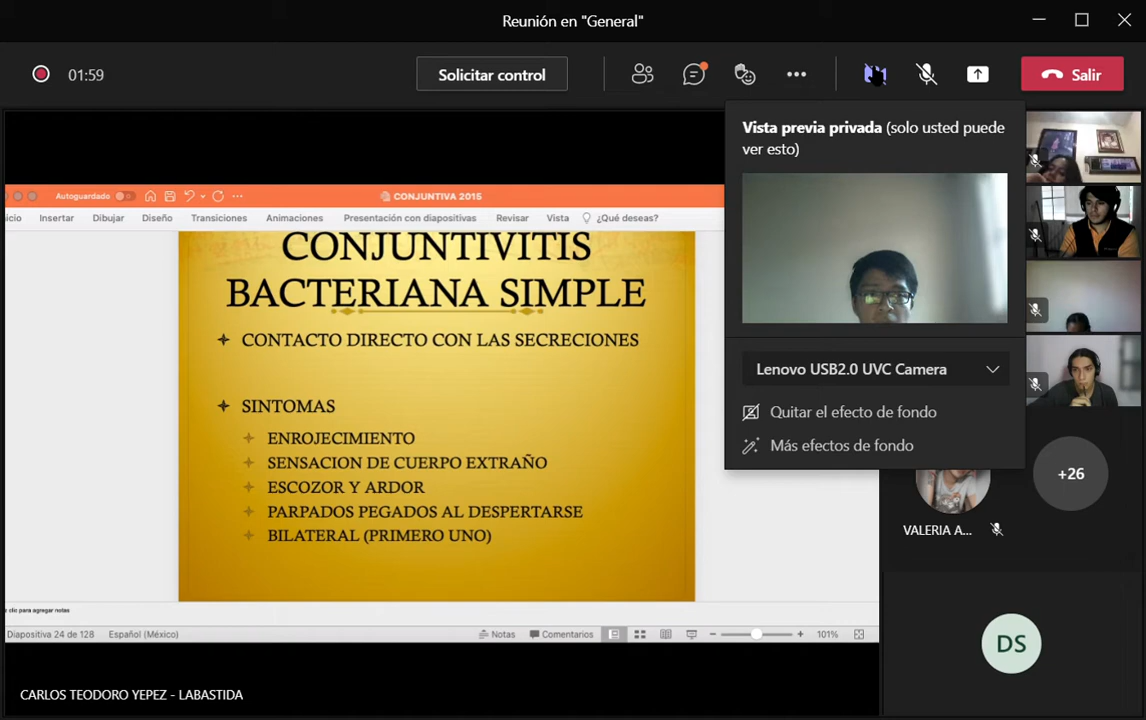 Reunión en "General"
01:59
Solicitar control
Salir
Vista previa privada (solo usted puede
ver esto)
Autoguardado
CONJUNTIVA 2015
icio Insertar Dibujar Diseño Transiciones Animaciones Presentación con diapositivas Revisar Vista ¿Qué deseas?
CONJUNTIVITIS
BACTERIANA SIMPLE
CONTACTO DIRECTO CON LAS SECRECIONES
SINTOMAS
ENROJECIMIENTO
SENSACION DE CUERPO EXTRAÑO
ESCOZOR Y ARDOR
PARPADOS PEGADOS AL DESPERTARSE
BILATERAL (PRIMERO UNO)
Lenovo USB2.0 UVC Camera
Quitar el efecto de fondo
Más efectos de fondo
+26
VALERIA A...
DS
c clic para agregar notas
Diapositiva 24 de 128 Español (México) Notas Comentarios 101%
CARLOS TEODORO YEPEZ - LABASTIDA